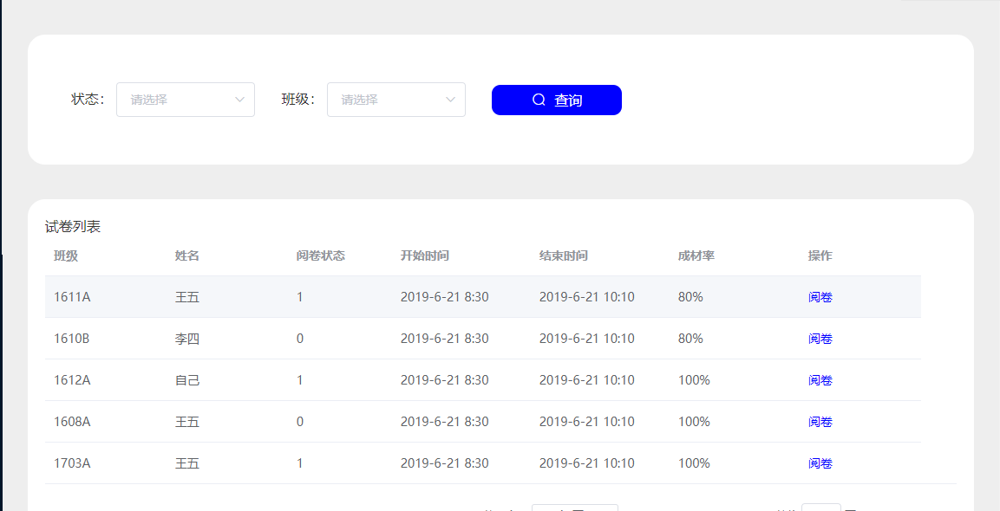 状态： 请选择 班级： 请选择 查询
试卷列表
班级 姓名 阅卷状态 开始时间 结束时间 成材率 操作
1611A 王五 1 2019-6-21 8:30 2019-6-21 10:10 80% 阅卷
1610B 李四 0 2019-6-21 8:30 2019-6-21 10:10 80% 阅卷
1612A 自己 1 2019-6-21 8:30 2019-6-21 10:10 100% 阅卷
1608A 王五 0 2019-6-21 8:30 2019-6-21 10:10 100% 阅卷
1703A 王五 1 2019-6-21 8:30 2019-6-21 10:10 100% 阅卷